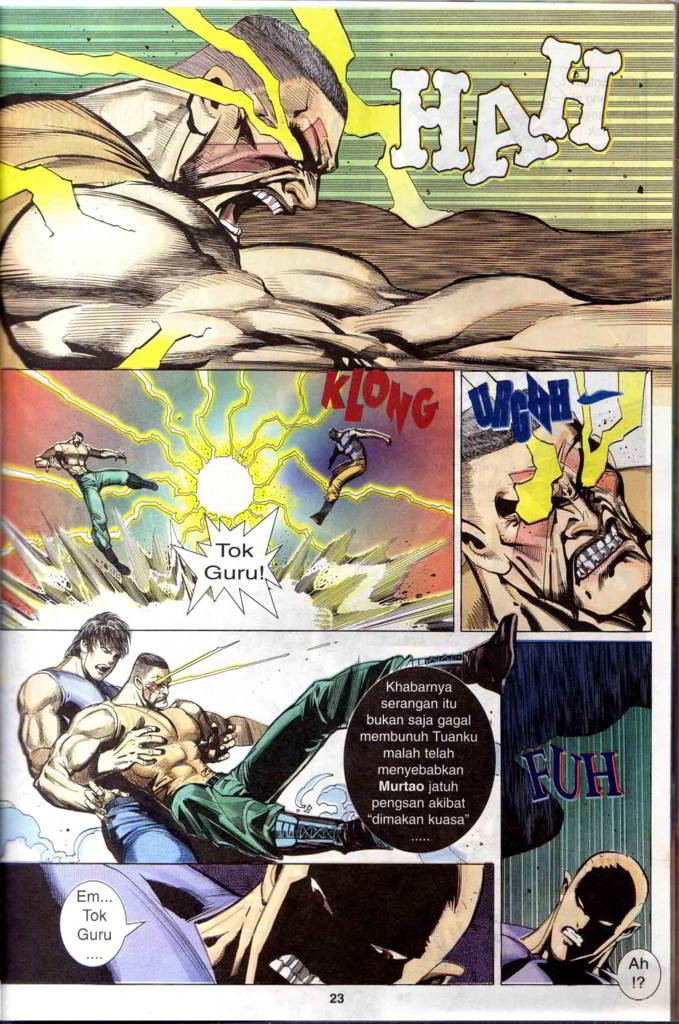 HAH
KLONG
Tok
Guru!
URGHH
Khabarnya
serangan itu
bukan saja gagal
membunuh Tuanku
malah telah
menyebabkan
Murtao jatuh
pengsan akibat
"dimakan kuasa"
.....
FUH
Em...
Tok
Guru
....
Ah
!?
23